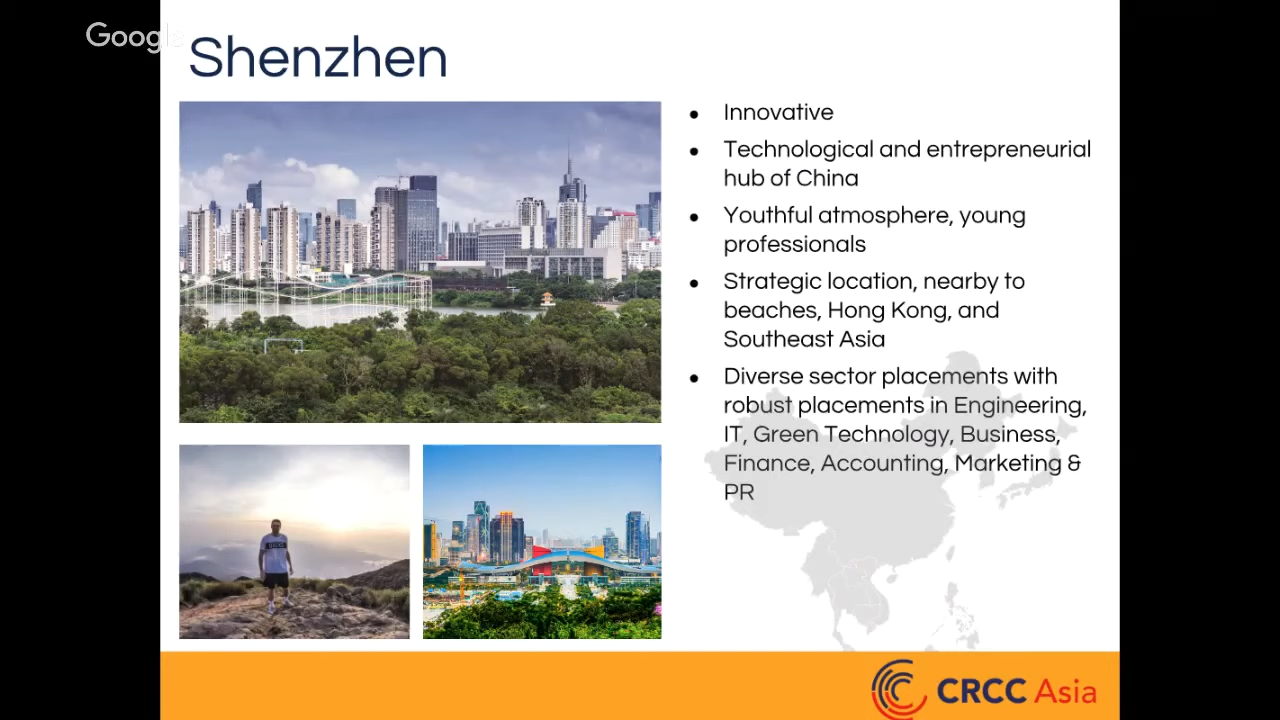 Google
Shenzhen
• Innovative
• Technological and entrepreneurial
hub of China
• Youthful atmosphere, young
professionals
• Strategic location, nearby to
beaches, Hong Kong, and
Southeast Asia
• Diverse sector placements with
robust placements in Engineering,
IT, Green Technology, Business,
Finance, Accounting, Marketing &
PR
CRCC Asia